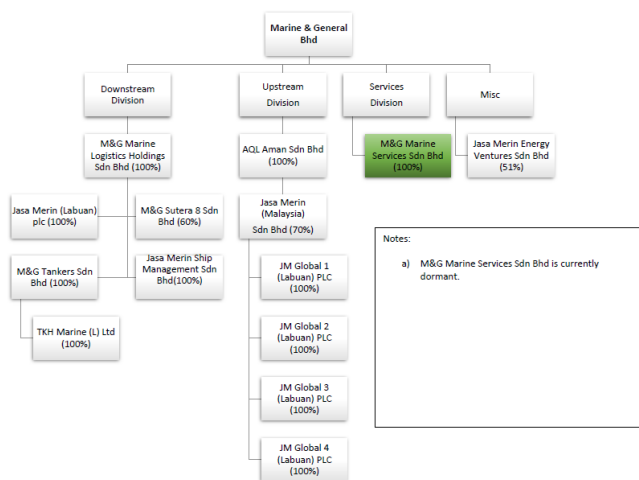 Marine & General
Bhd
Downstream
Division
Upstream
Division
Services
Division
Misc
M&G Marine
Logistics Holdings
Sdn Bhd (100%)
AQL Aman Sdn Bhd
(100%)
M&G Marine
Services Sdn Bhd
(100%)
Jasa Merin Energy
Ventures Sdn Bhd
(51%)
Jasa Merin (Labuan)
plc (100%)
M&G Sutera 8 Sdn
Bhd (60%)
Jasa Merin
(Malaysia)
Sdn Bhd (70%)
M&G Tankers Sdn
Bhd (100%)
Jasa Merin Ship
Management Sdn
Bhd(100%)
TKH Marine (L) Ltd
(100%)
JM Global 1
(Labuan) PLC
(100%)
JM Global 2
(Labuan) PLC
(100%)
JM Global 3
(Labuan) PLC
(100%)
JM Global 4
(Labuan) PLC
(100%)
Notes:
a) M&G Marine Services Sdn Bhd is currently
dormant.